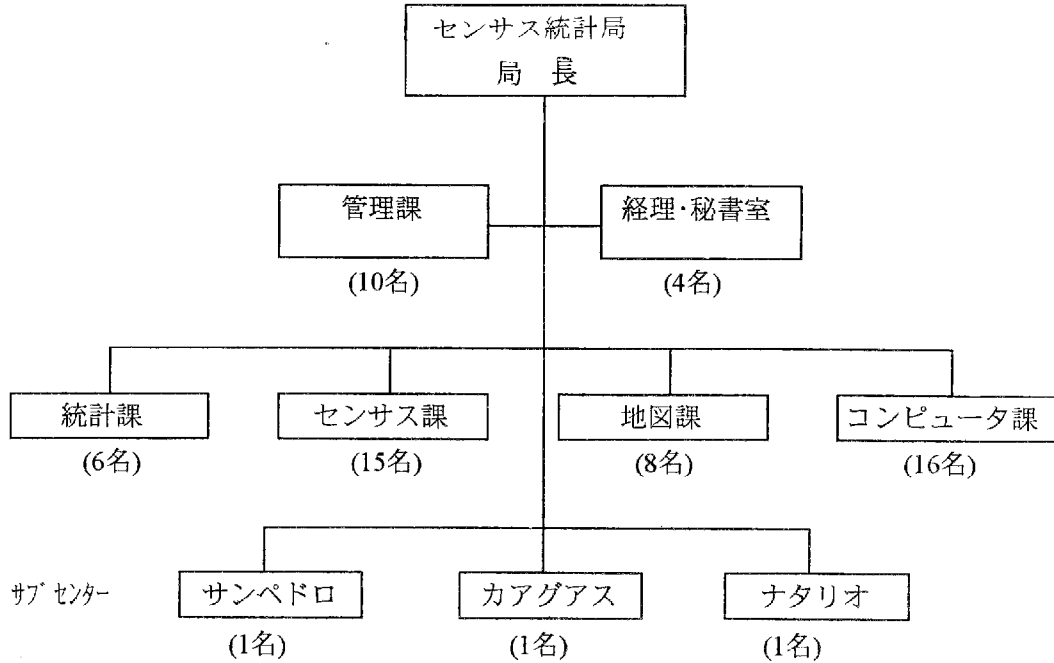 センサス統計局
局 長
管理課
経理・秘書室
(10名)
(4名)
統計課
センサス課
地図課
コンピュータ課
(6名)
(15名)
(8名)
(16名)
サブセンター
サンペドロ
カアグアス
ナタリオ
(1名)
(1名)
(1名)